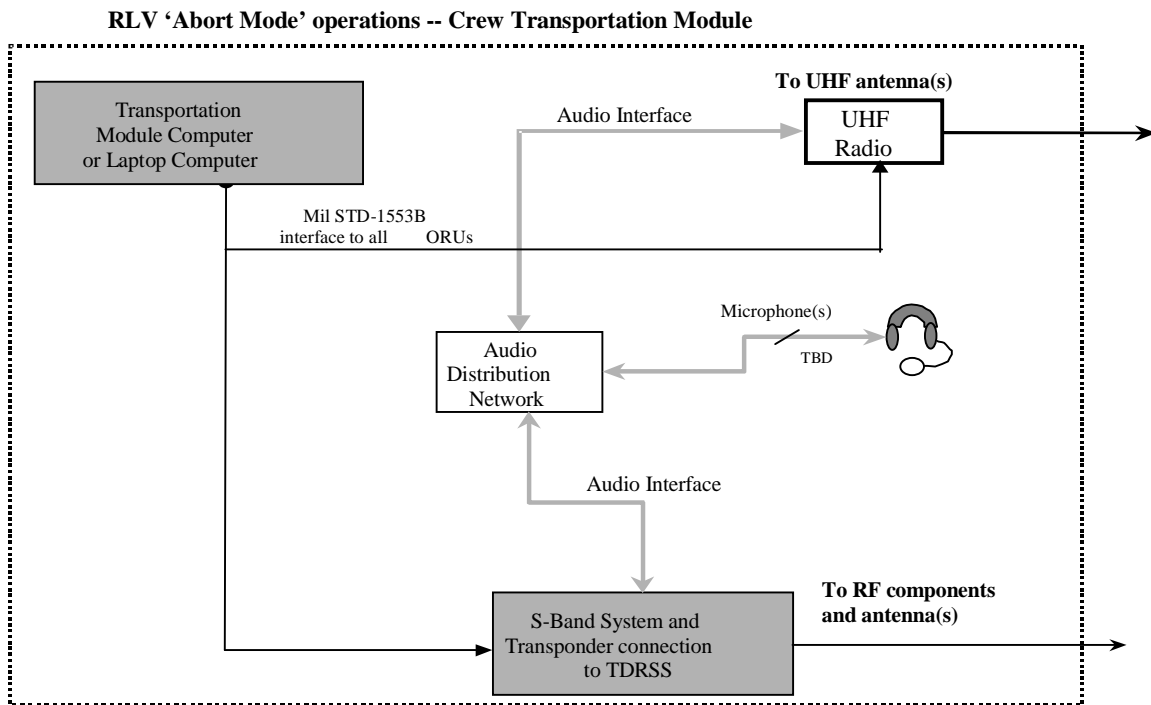 RLV ‘Abort Mode’ operations -- Crew Transportation Module
Transportation
Module Computer
or Laptop Computer
To UHF antenna(s)
Audio Interface
UHF
Radio
Mil STD-1553B
interface to all ORUs
Microphone(s)
TBD
Audio
Distribution
Network
Audio Interface
S-Band System and
Transponder connection
to TDRSS
To RF components
and antenna(s)